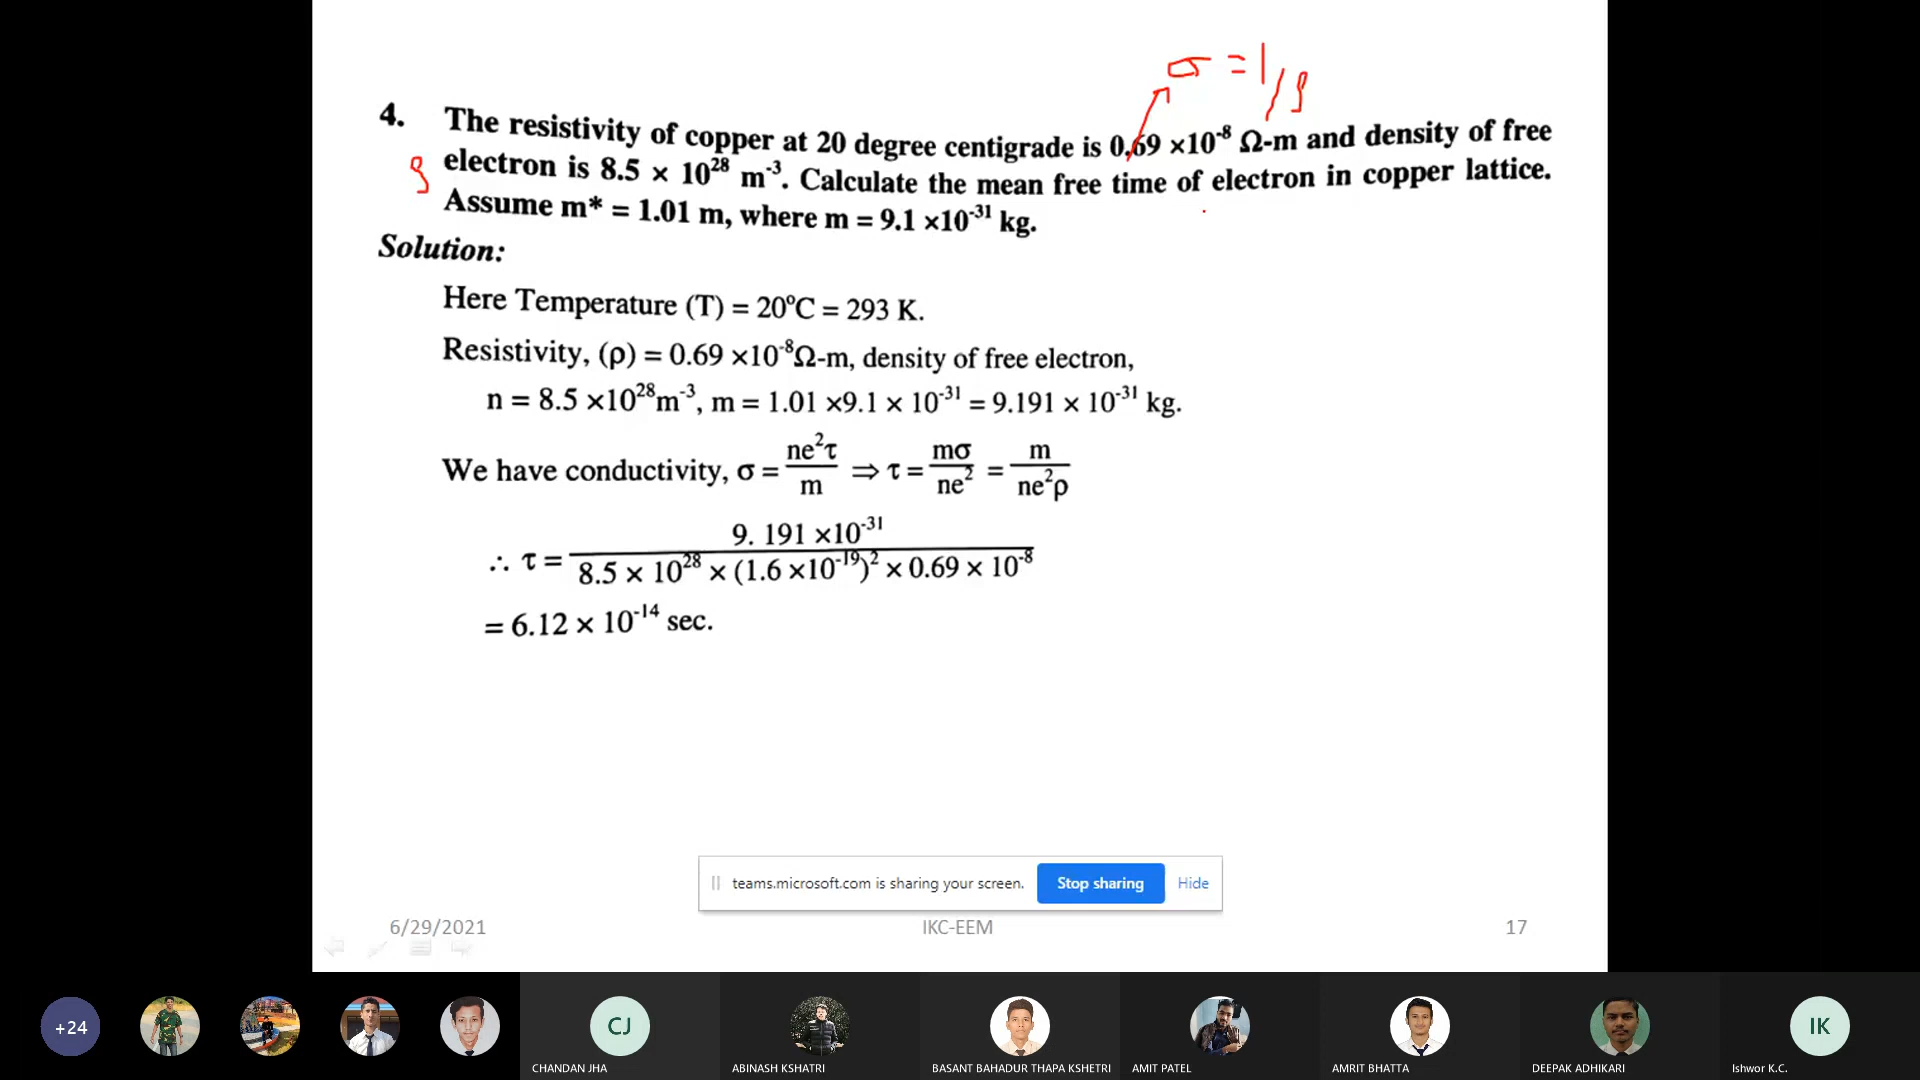 σ = 1/ρ
4. The resistivity of copper at 20 degree centigrade is 0.69 ×10⁻⁸ Ω-m and density of free
ρ
electron is 8.5 × 10²⁸ m⁻³. Calculate the mean free time of electron in copper lattice.
Assume m* = 1.01 m, where m = 9.1 ×10⁻³¹ kg.
Solution:
Here Temperature (T) = 20⁰C = 293 K.
Resistivity, (ρ) = 0.69 ×10⁻⁸Ω-m, density of free electron,
n = 8.5 ×10²⁸m⁻³, m = 1.01 ×9.1 × 10⁻³¹ = 9.191 × 10⁻³¹ kg.
We have conductivity, σ = ne²τ/m ⇒ τ = mσ/ne² = m/ne²ρ
∴ τ = 9. 191 ×10⁻³¹ / 8.5 × 10²⁸ × (1.6 ×10⁻¹⁹)² × 0.69 × 10⁻⁸
= 6.12 × 10⁻¹⁴ sec.
teams.microsoft.com is sharing your screen. Stop sharing Hide
6/29/2021 IKC-EEM 17
+24 CJ IK
CHANDAN JHA ABINASH KSHATRI BASANT BAHADUR THAPA KSHETRI AMIT PATEL AMRIT BHATTA DEEPAK ADHIKARI Ishwor K.C.